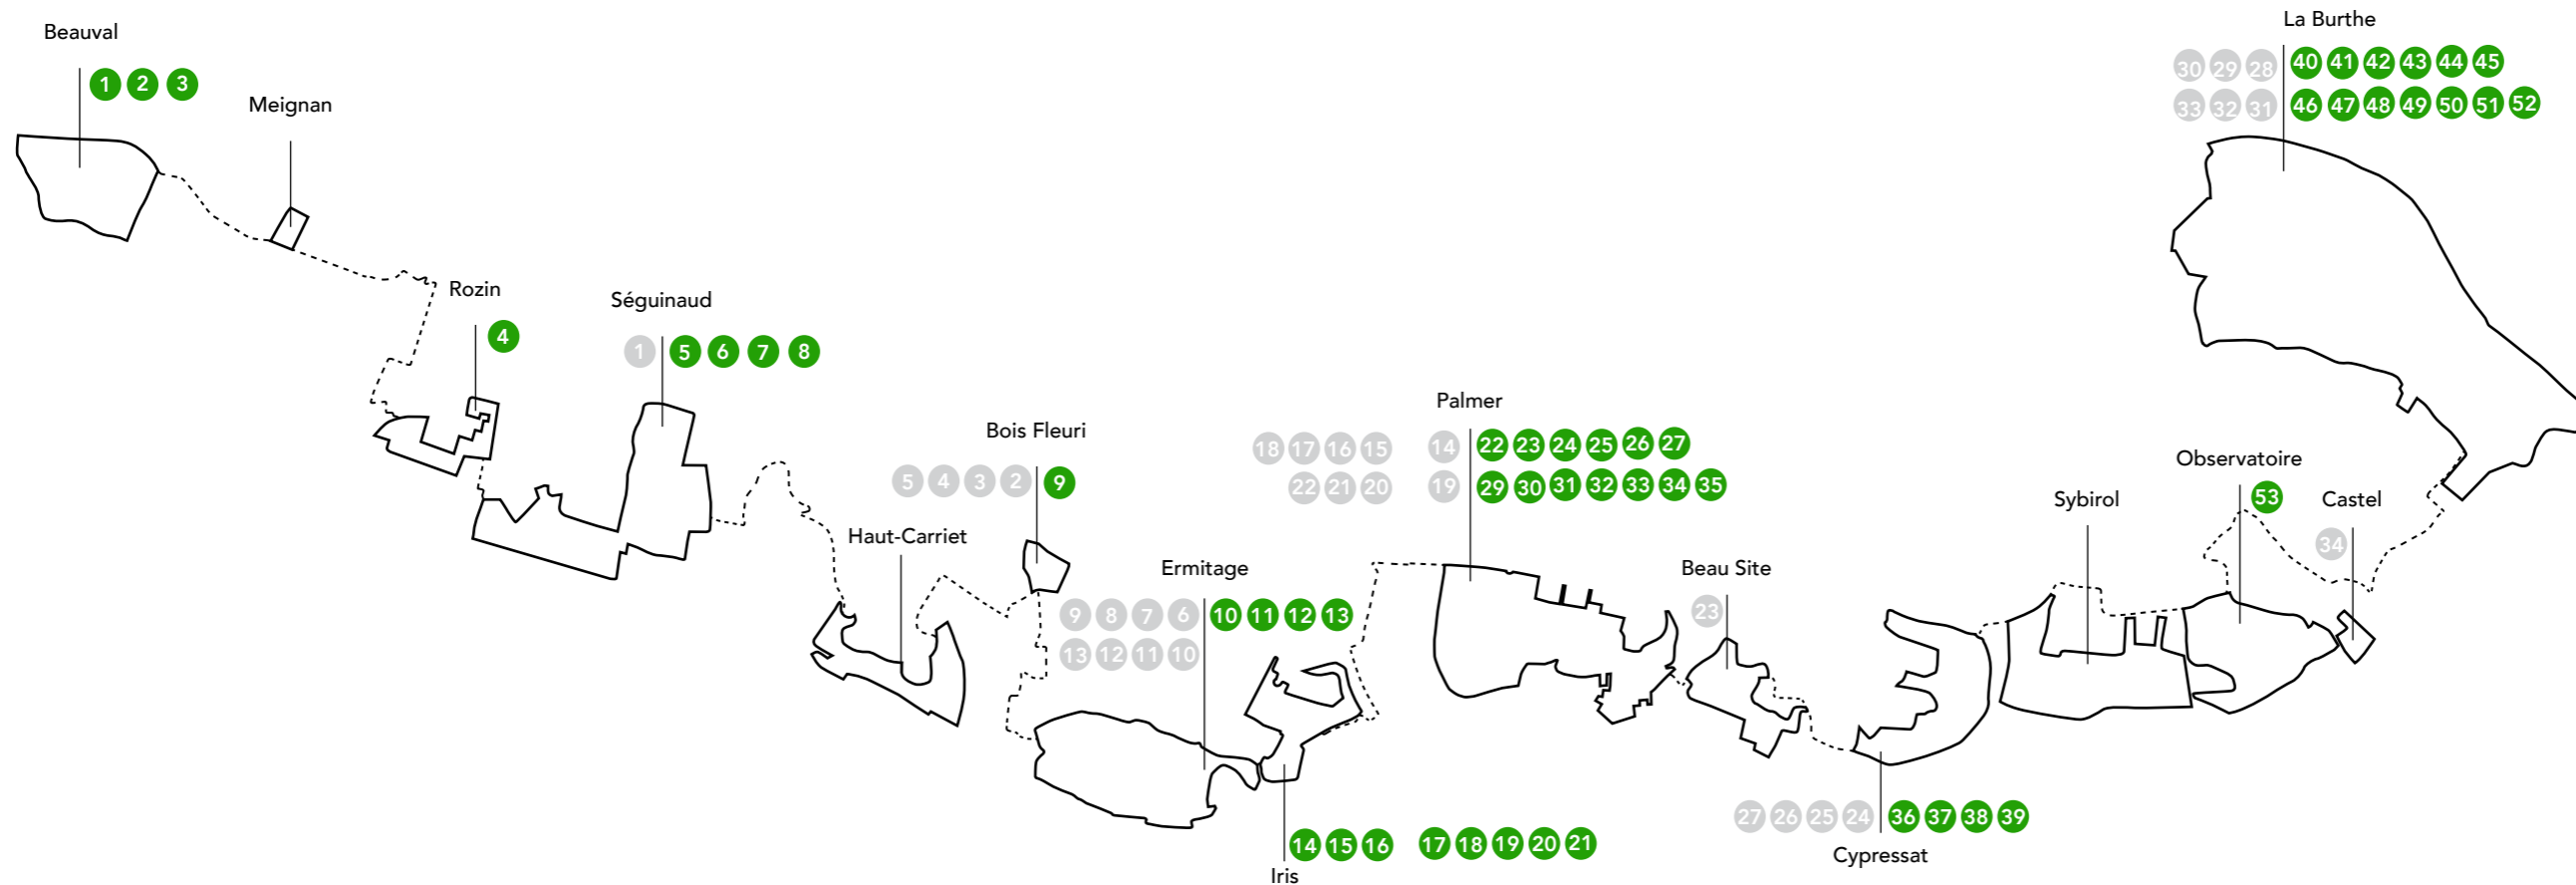 La Burthe
Beauval
30 29 28 40 41 42 43 44 45
1 2 3
Meignan
33 32 31 46 47 48 49 50 51 52
Rozin
Séguinaud
4
1 5 6 7 8
Palmer
Bois Fleuri
18 17 16 15 14 22 23 24 25 26 27
Observatoire
5 4 3 2 9
22 21 20 19 29 30 31 32 33 34 35
53
Sybirol
Castel
Haut-Carriet
34
Ermitage
Beau Site
9 8 7 6 10 11 12 13
23
13 12 11 10
27 26 25 24 36 37 38 39
14 15 16 17 18 19 20 21
Cypressat
Iris